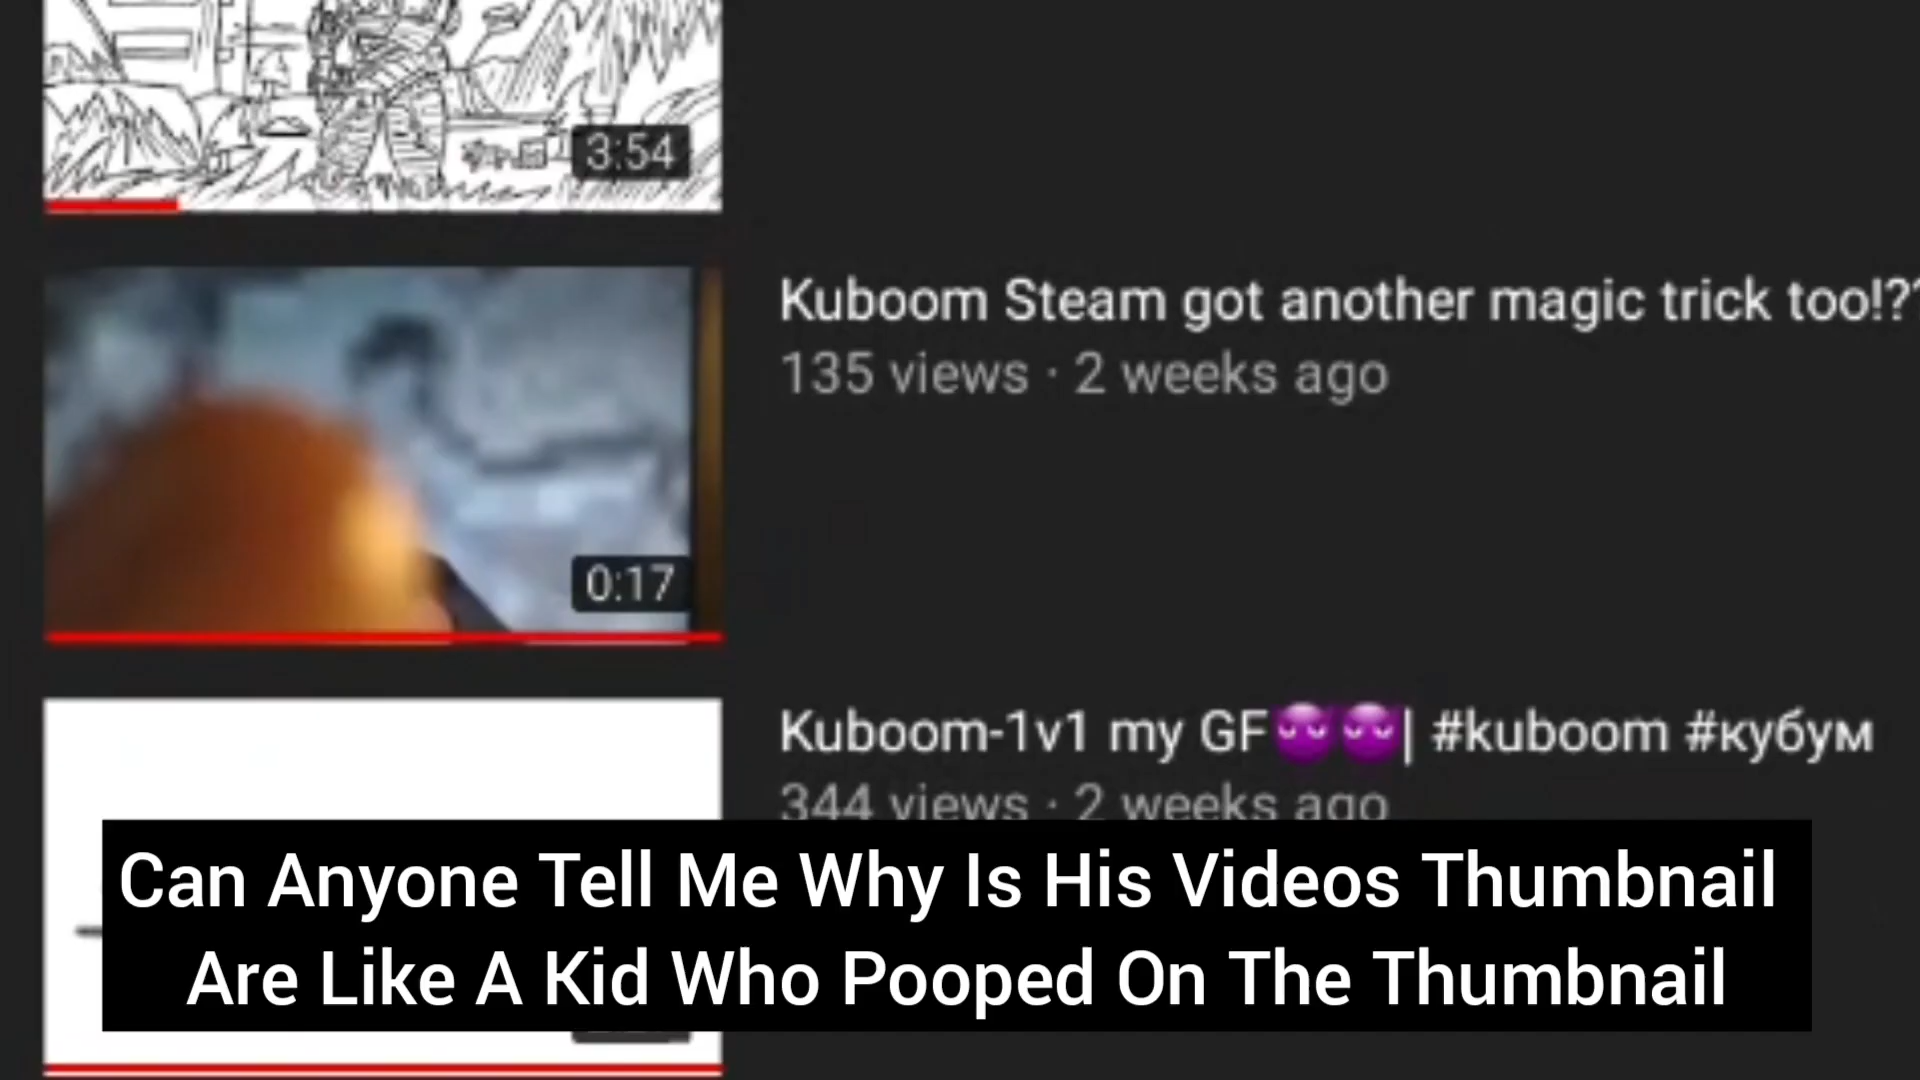 3:54
Kuboom Steam got another magic trick too!?
135 views · 2 weeks ago
0:17
Kuboom-1v1 my GF😈😈| #kuboom #кубум
344 views · 2 weeks ago
Can Anyone Tell Me Why Is His Videos Thumbnail
Are Like A Kid Who Pooped On The Thumbnail